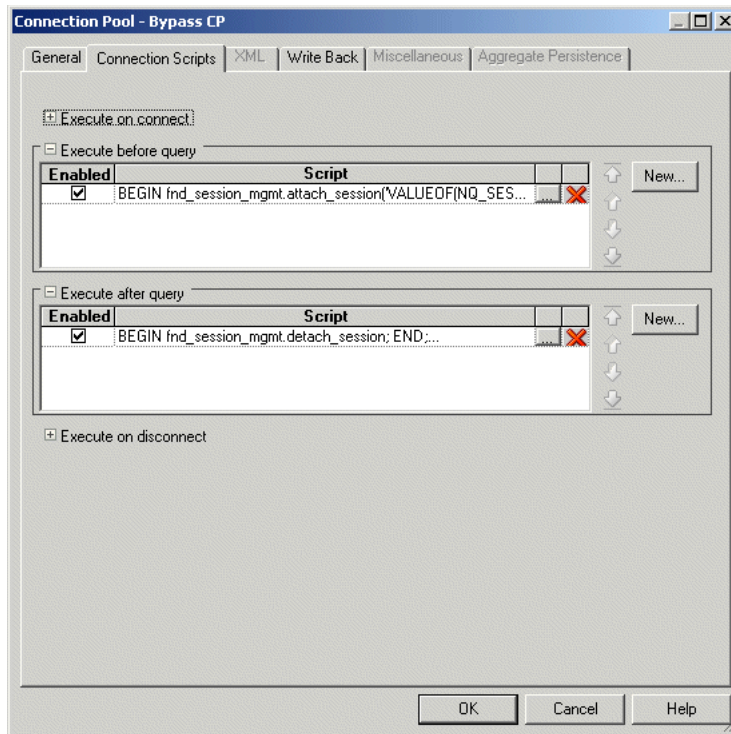 Connection Pool - Bypass CP
General Connection Scripts XML Write Back Miscellaneous Aggregate Persistence
Execute on connect
Execute before query
Enabled Script
BEGIN fnd_session_mgmt.attach_session('VALUEOF(NQ_SES... ...
New...
Execute after query
Enabled Script
BEGIN fnd_session_mgmt.detach_session; END;... ...
New...
Execute on disconnect
OK Cancel Help